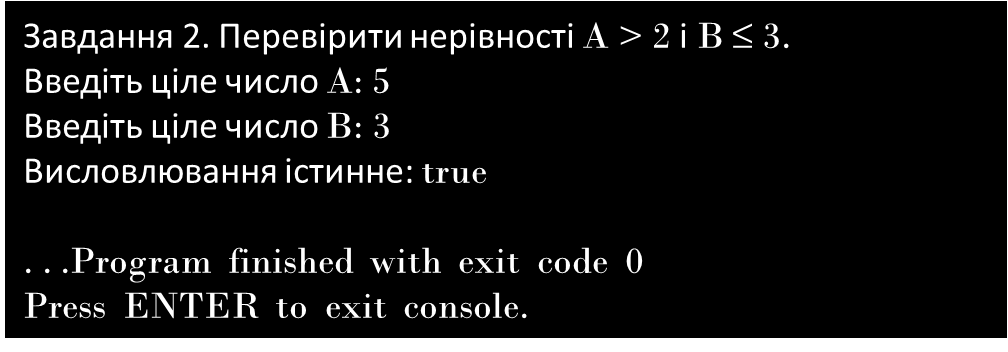 Завдання 2. Перевірити нерівності A > 2 і B ≤ 3.
Введіть ціле число A: 5
Введіть ціле число B: 3
Висловлювання істинне: true
...Program finished with exit code 0
Press ENTER to exit console.